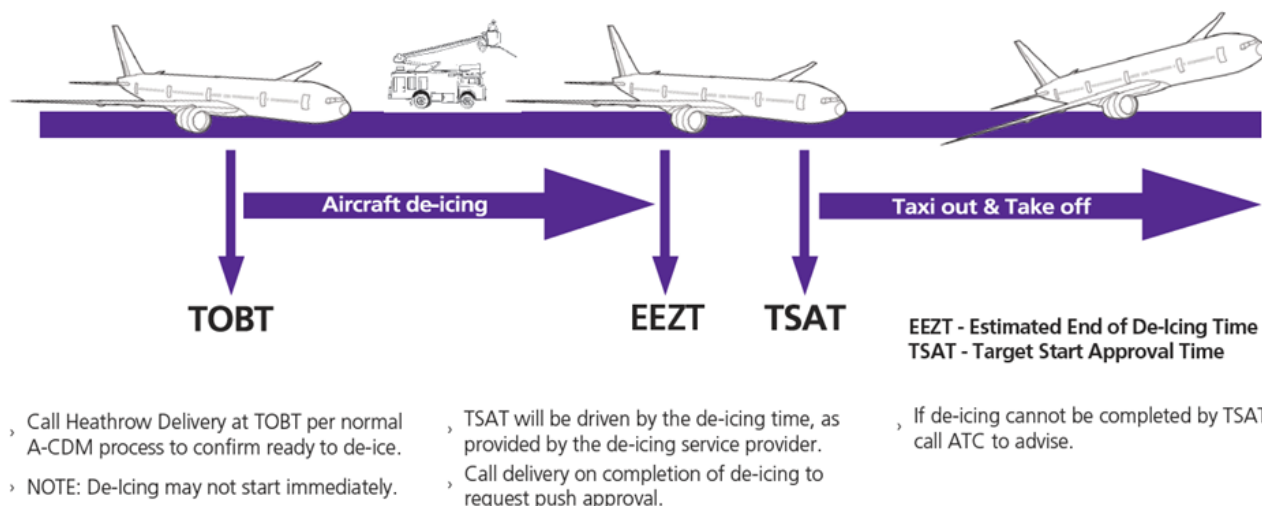 Aircraft de-icing
Taxi out & Take off
TOBT
EEZT
TSAT
EEZT - Estimated End of De-Icing Time
TSAT - Target Start Approval Time
› Call Heathrow Delivery at TOBT per normal
A-CDM process to confirm ready to de-ice.
› NOTE: De-Icing may not start immediately.
› TSAT will be driven by the de-icing time, as
provided by the de-icing service provider.
› Call delivery on completion of de-icing to
request push approval.
› If de-icing cannot be completed by TSAT
call ATC to advise.